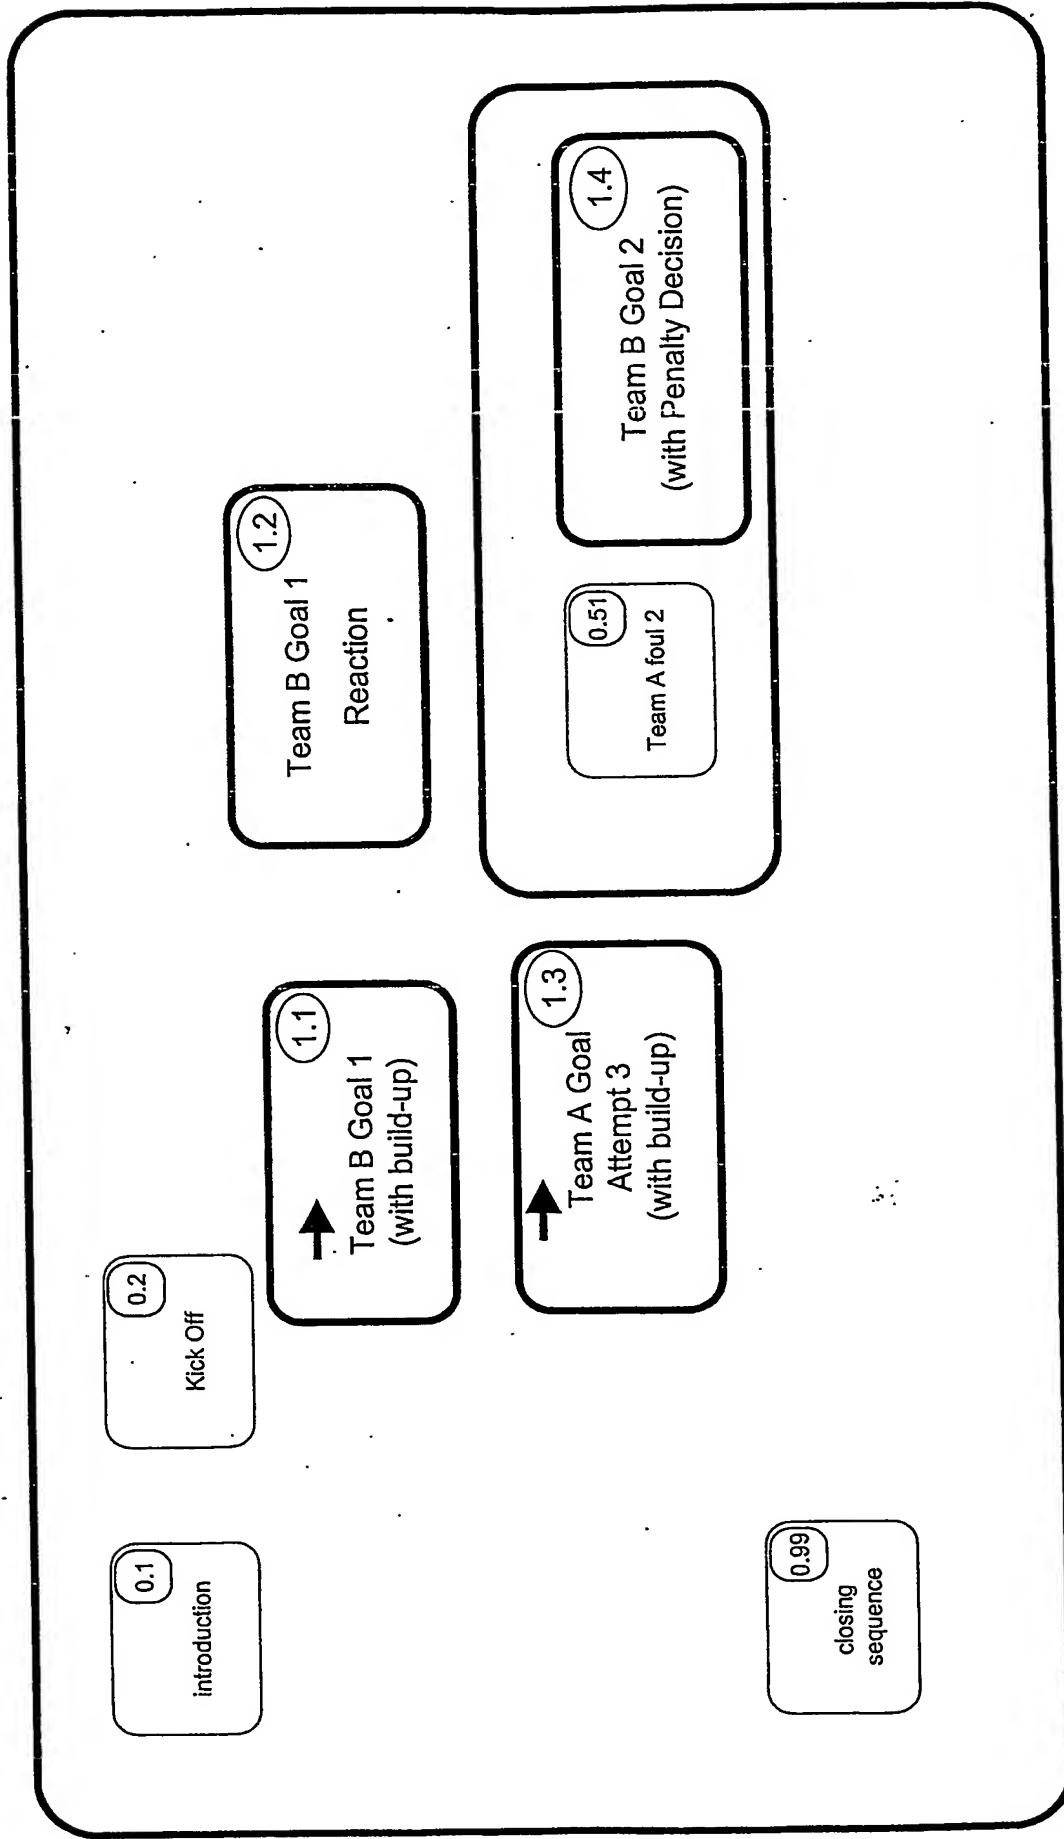 0.1
introduction
0.2
Kick Off
1.1
Team B Goal 1
(with build-up)
1.2
Team B Goal 1
Reaction
1.3
Team A Goal
Attempt 3
(with build-up)
0.51
Team A foul 2
1.4
Team B Goal 2
(with Penalty Decision)
0.99
closing
sequence